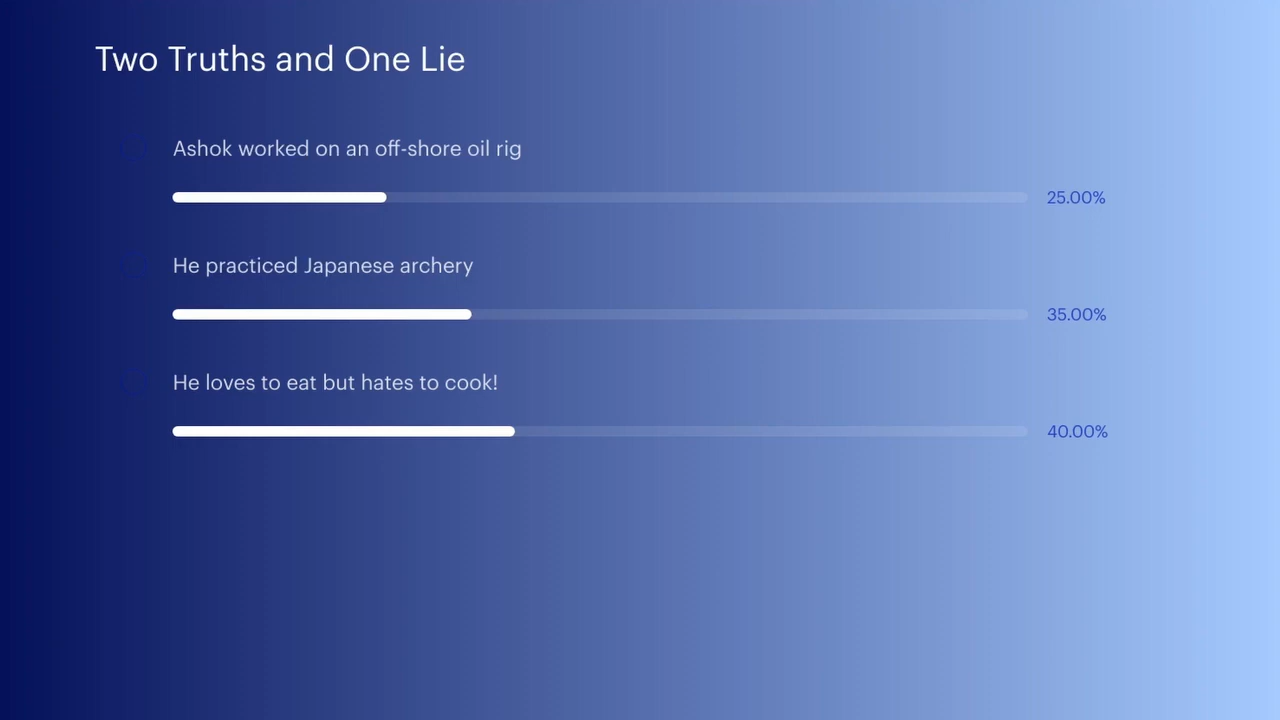 Two Truths and One Lie
Ashok worked on an off-shore oil rig
25.00%
He practiced Japanese archery
35.00%
He loves to eat but hates to cook!
40.00%